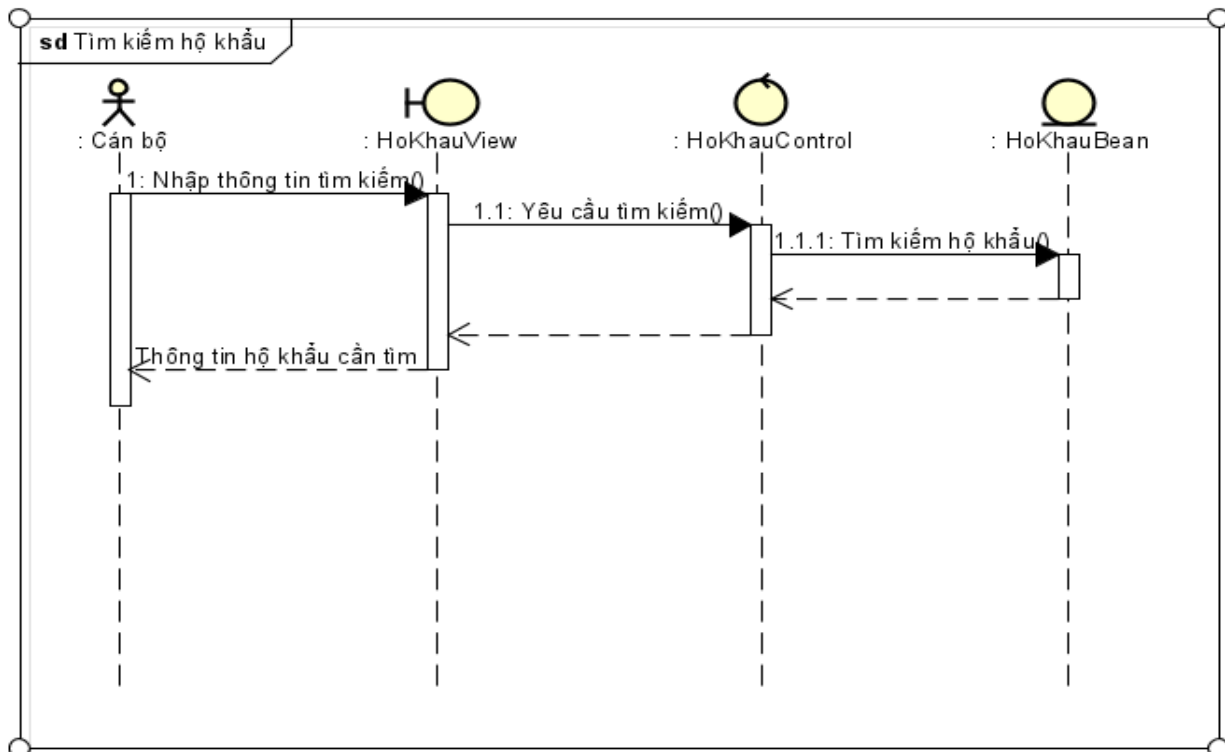 sd Tìm kiếm hộ khẩu
: Cán bộ
: HoKhauView
: HoKhauControl
: HoKhauBean
1: Nhập thông tin tìm kiếm()
1.1: Yêu cầu tìm kiếm()
1.1.1: Tìm kiếm hộ khẩu()
Thông tin hộ khẩu cần tìm